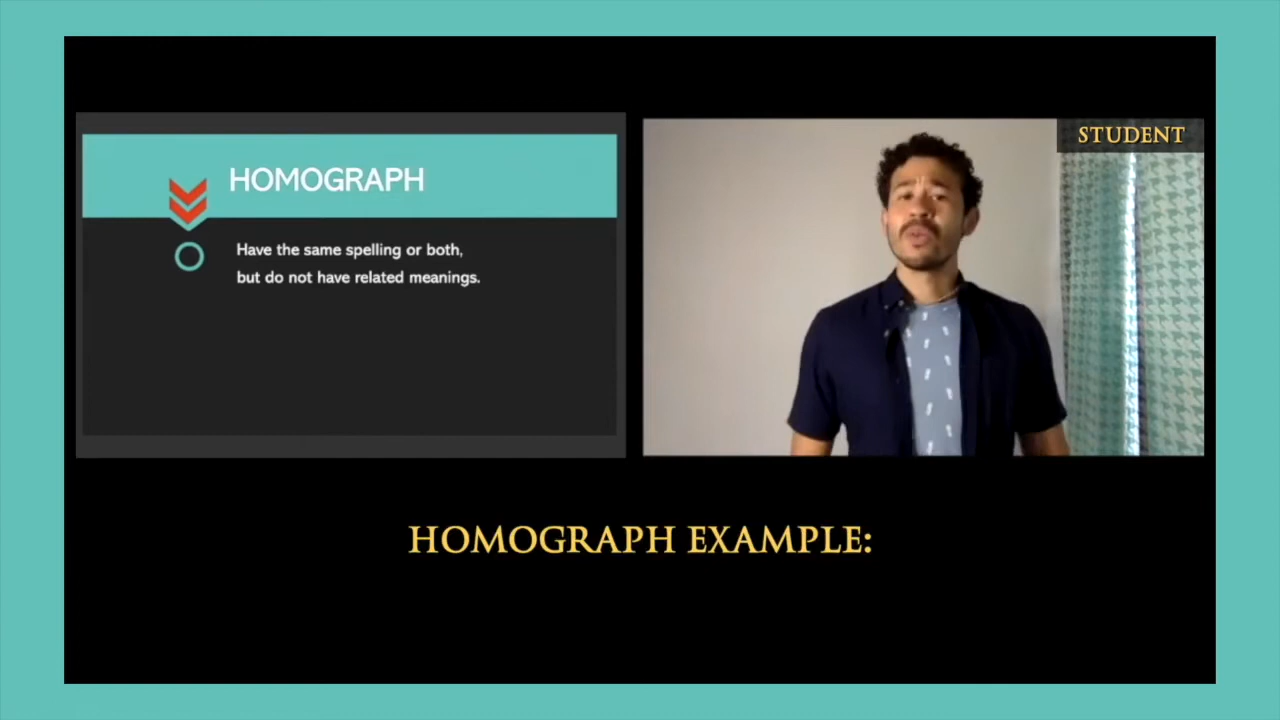 HOMOGRAPH
Have the same spelling or both,
but do not have related meanings.
STUDENT
HOMOGRAPH EXAMPLE: